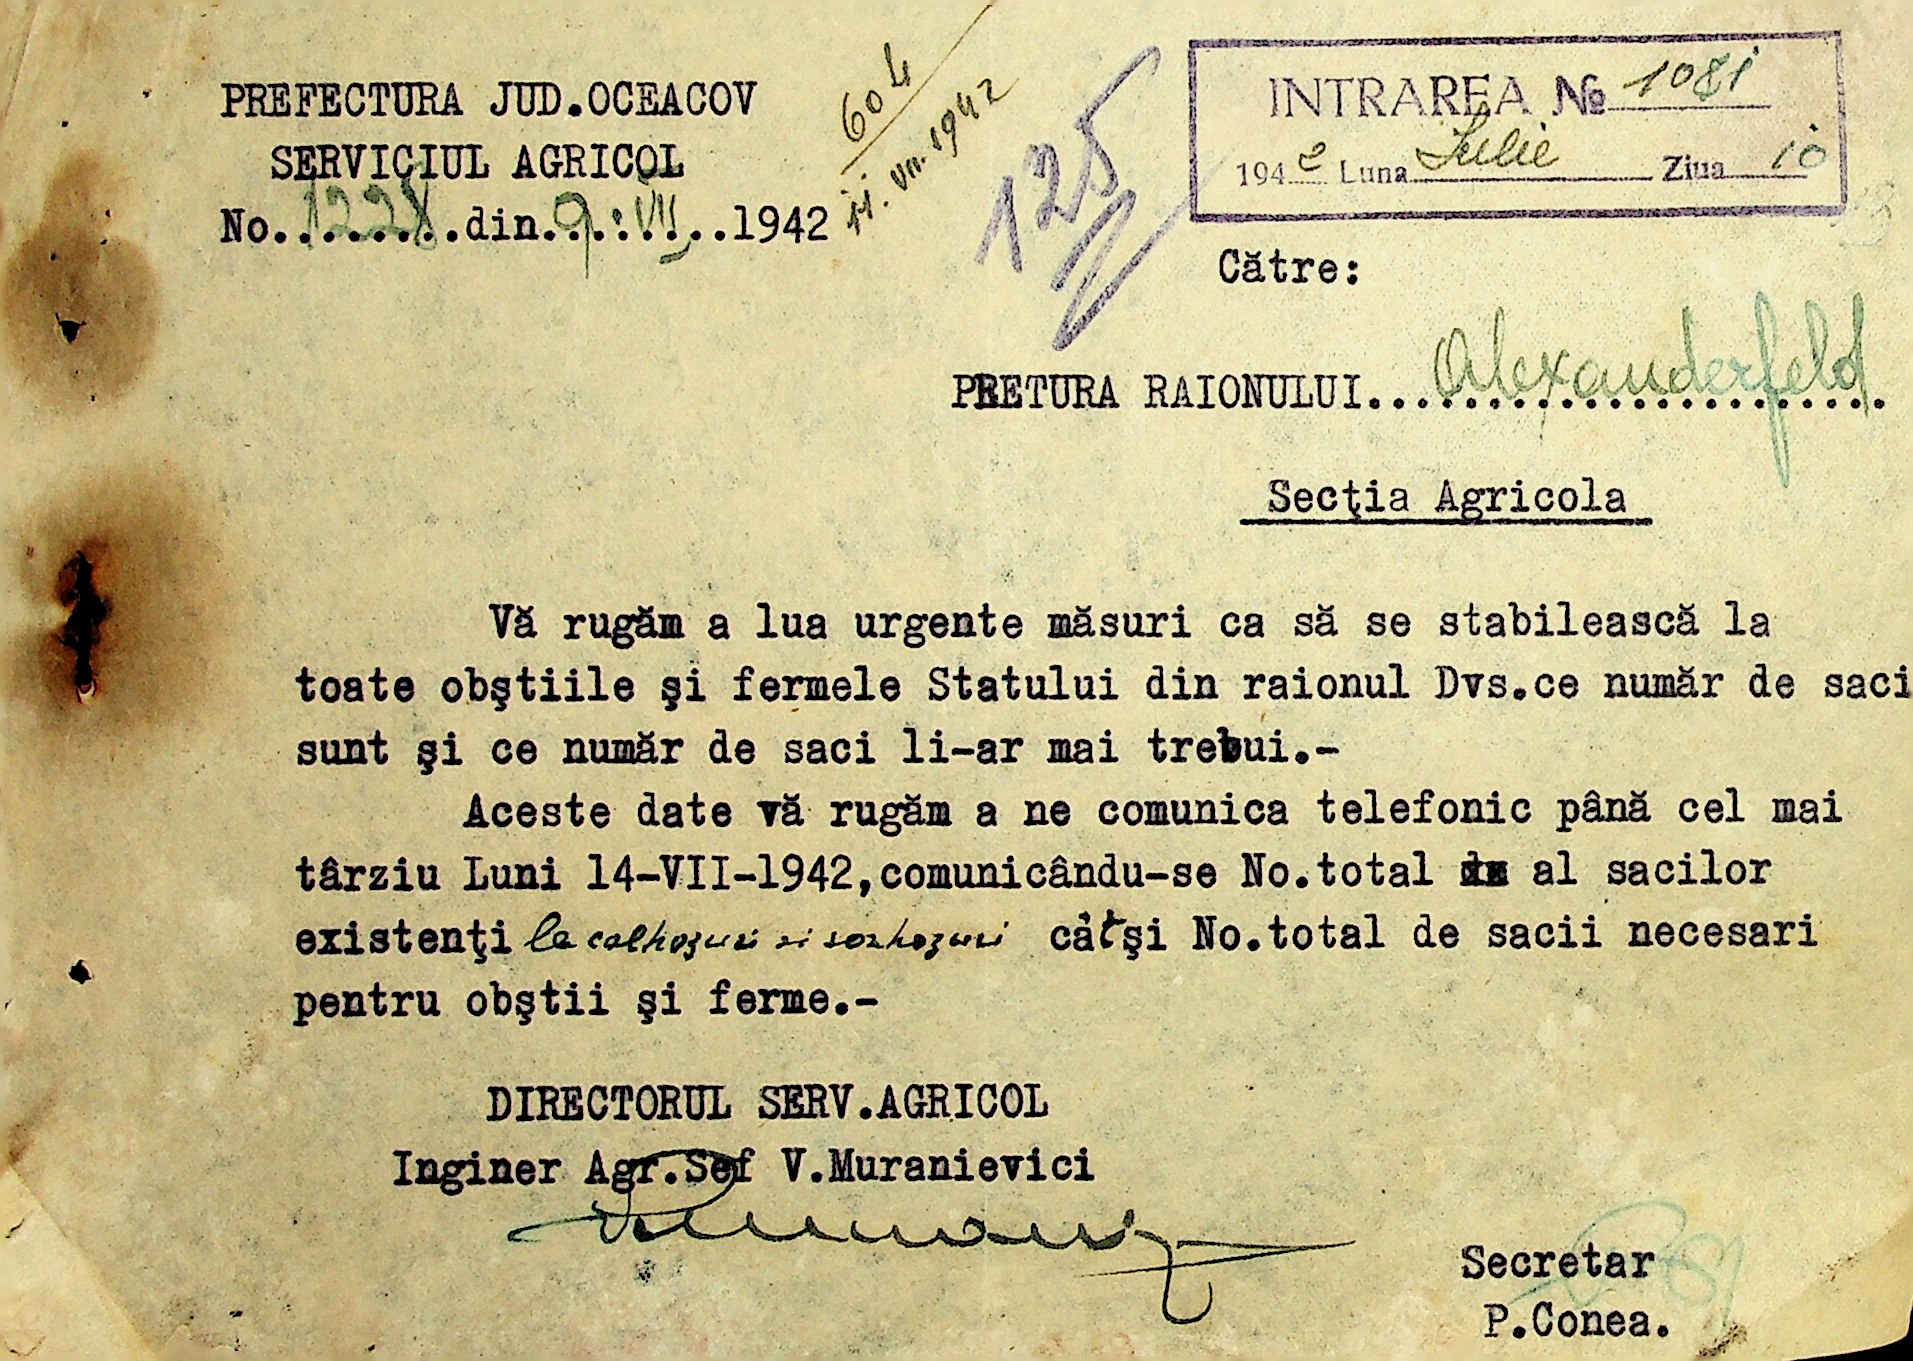 PREFECTURA JUD.OCEACOV
SERVICIUL AGRICOL
No.1228.din.9.VII.1942
604
11.VII.1942
125
INTRAREA № 1081
1942 Luna Iulie Ziua 10
Către:
PRETURA RAIONULUI...Alexanderfeld
Secţia Agricola
Vă rugăm a lua urgente măsuri ca să se stabilească la
toate obştiile şi fermele Statului din raionul Dvs.ce număr de saci
sunt şi ce număr de saci li-ar mai trebui.-
Aceste date vă rugăm a ne comunica telefonic până cel mai
târziu Luni 14-VII-1942,comunicându-se No.total al sacilor
existenţi la colhozuri si sovhozuri cât şi No.total de sacii necesari
pentru obştii şi ferme.-
DIRECTORUL SERV.AGRICOL
Inginer Agr.Sef V.Muranievici
Secretar
P.Conea.